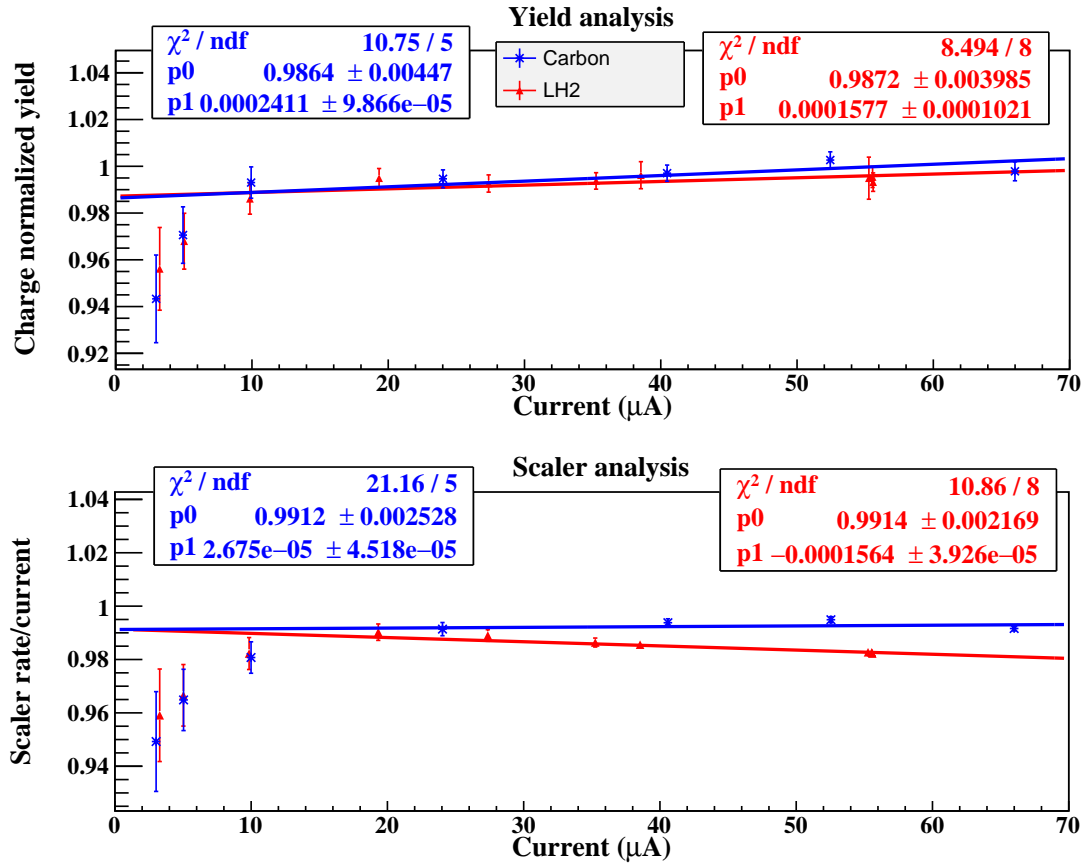 Yield analysis
χ² / ndf 10.75 / 5
p0 0.9864 ± 0.00447
p1 0.0002411 ± 9.866e−05
Carbon
LH2
χ² / ndf 8.494 / 8
p0 0.9872 ± 0.003985
p1 0.0001577 ± 0.0001021
Charge normalized yield
1.04
1.02
1
0.98
0.96
0.94
0.92
0 10 20 30 40 50 60 70
Current (μA)
Scaler analysis
χ² / ndf 21.16 / 5
p0 0.9912 ± 0.002528
p1 2.675e−05 ± 4.518e−05
χ² / ndf 10.86 / 8
p0 0.9914 ± 0.002169
p1 −0.0001564 ± 3.926e−05
Scaler rate/current
1.04
1.02
1
0.98
0.96
0.94
0 10 20 30 40 50 60 70
Current (μA)